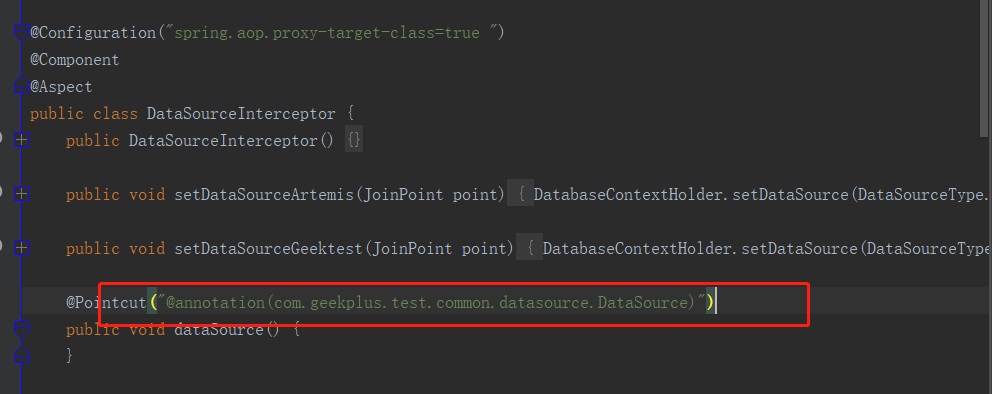 @Configuration("spring.aop.proxy-target-class=true ")
@Component
@Aspect
public class DataSourceInterceptor {
public DataSourceInterceptor() {}
public void setDataSourceArtemis(JoinPoint point) { DatabaseContextHolder.setDataSource(DataSourceType.
public void setDataSourceGeektest(JoinPoint point) { DatabaseContextHolder.setDataSource(DataSourceType
@Pointcut("@annotation(com.geekplus.test.common.datasource.DataSource)")
public void dataSource() {
}